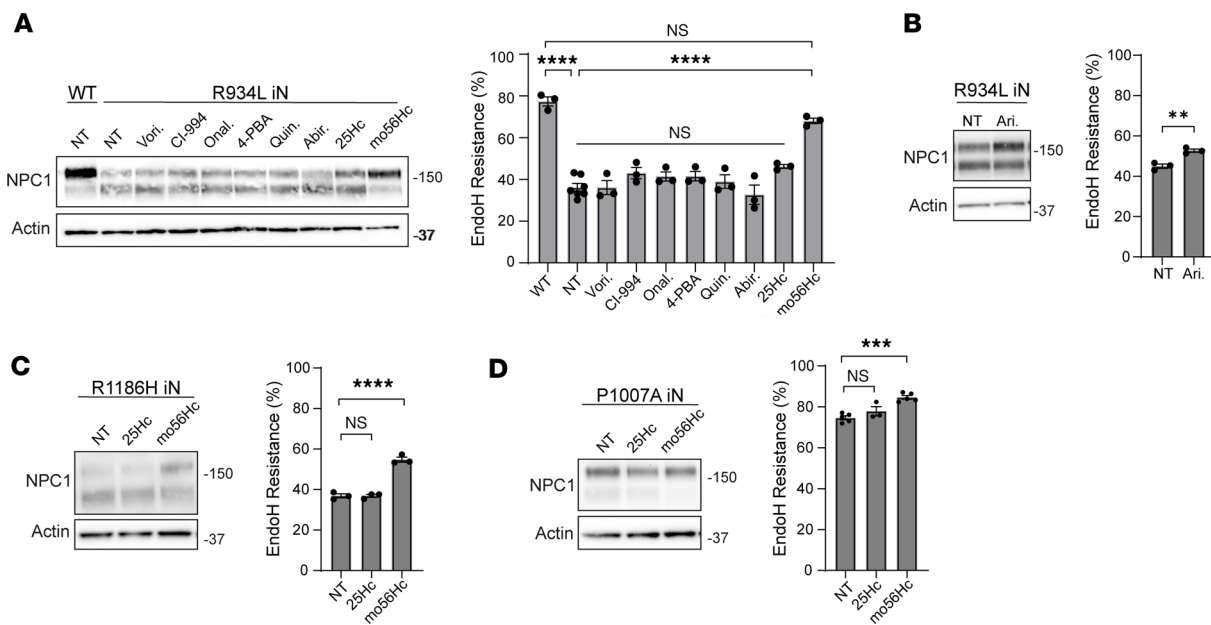 A
WT R934L iN
NT NT Vori. CI-994 Onal. 4-PBA Quin. Abir. 25Hc mo56Hc
NPC1 -150
Actin -37
NS
**** ****
NS
EndoH Resistance (%)
100
80
60
40
20
0
WT NT Vori. CI-994 Onal. 4-PBA Quin. Abir. 25Hc mo56Hc
B
R934L iN
NT Ari.
NPC1 -150
Actin -37
**
EndoH Resistance (%)
100
80
60
40
20
0
NT Ari.
C
R1186H iN
NT 25Hc mo56Hc
NPC1 -150
Actin -37
****
NS
EndoH Resistance (%)
100
80
60
40
20
0
NT 25Hc mo56Hc
D
P1007A iN
NT 25Hc mo56Hc
NPC1 -150
Actin -37
***
NS
EndoH Resistance (%)
100
80
60
40
20
0
NT 25Hc mo56Hc